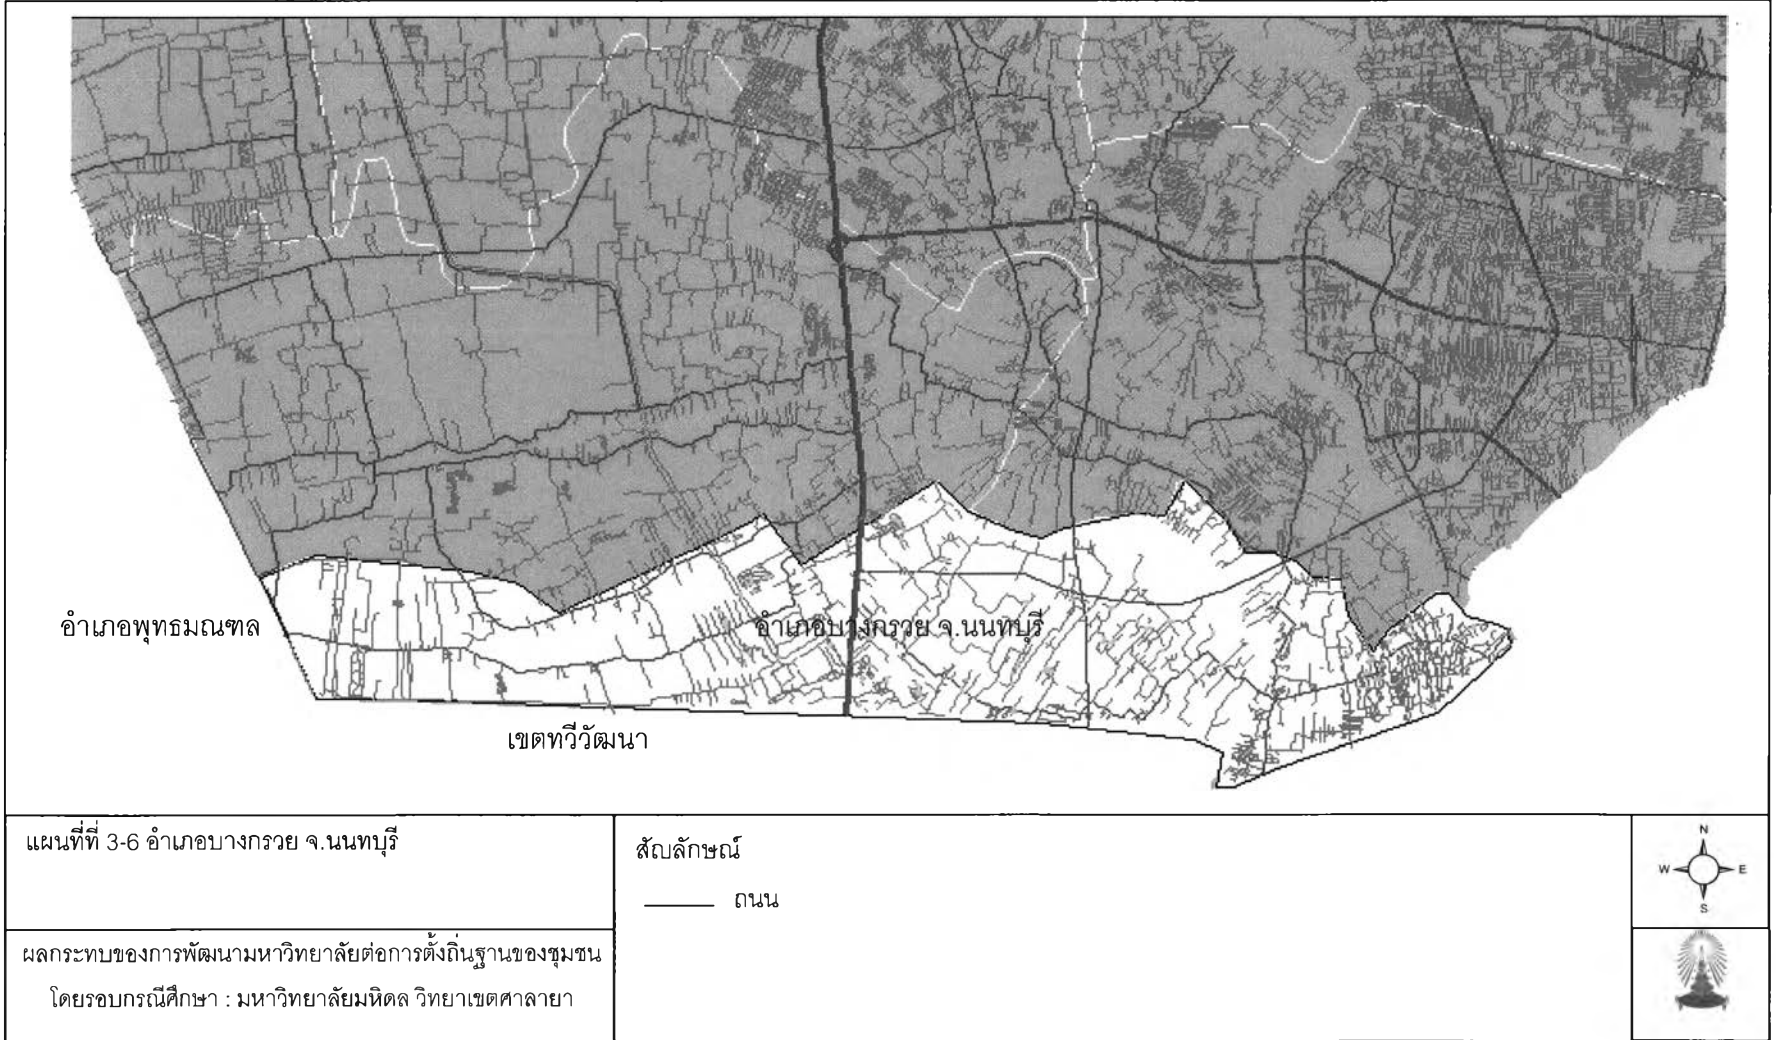 อำเภอพุทธมณฑล
อำเภอบางกรวย จ.นนทบุรี
เขตทวีวัฒนา
แผนที่ที่ 3-6 อำเภอบางกรวย จ.นนทบุรี
ผลกระทบของการพัฒนามหาวิทยาลัยต่อการตั้งถิ่นฐานของชุมชน
โดยรอบกรณีศึกษา : มหาวิทยาลัยมหิดล วิทยาเขตศาลายา
สัญลักษณ์
ถนน
N
W E
S